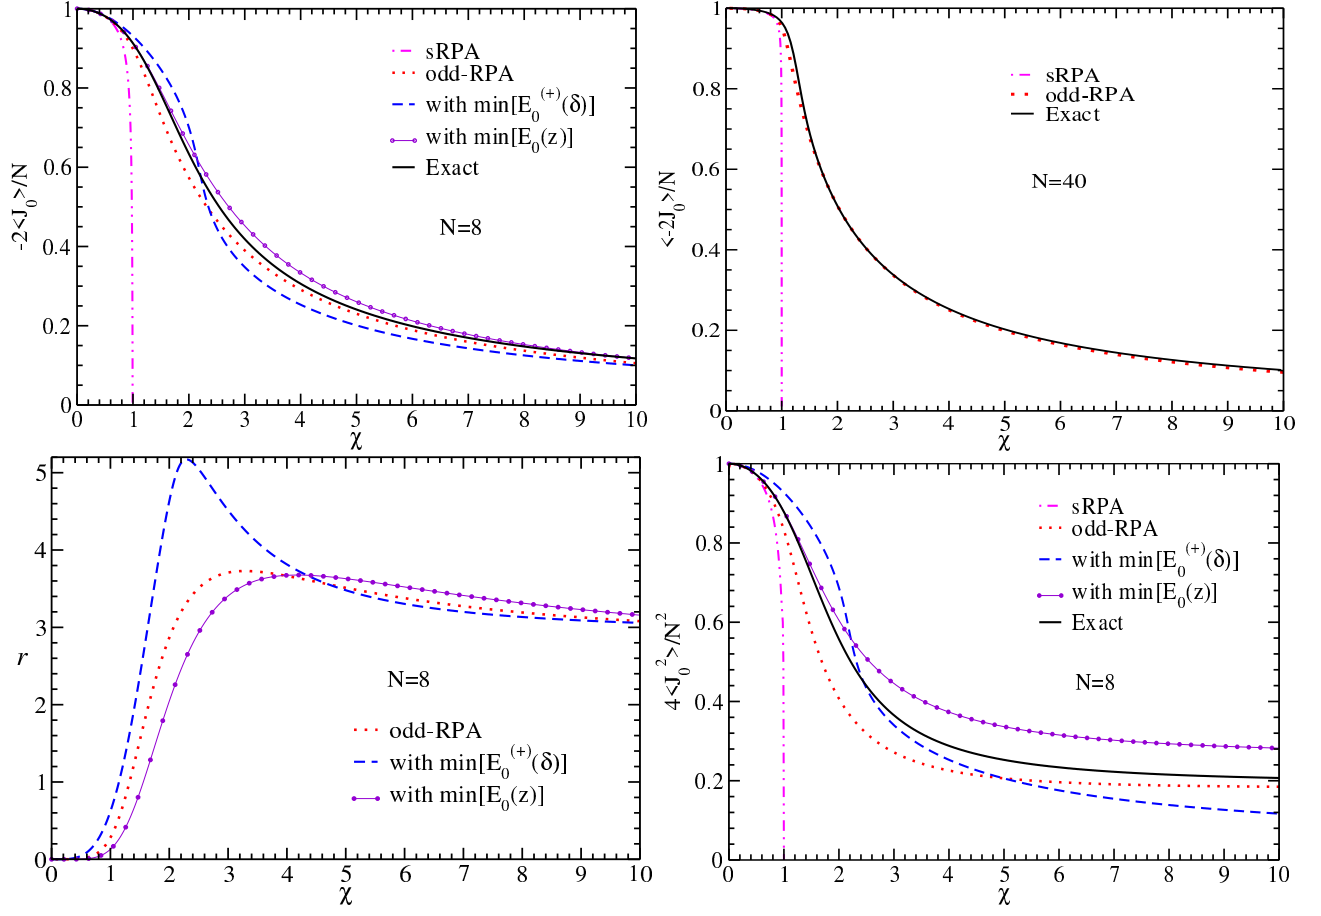 1
0.8
0.6
0.4
0.2
0
-2<J₀>/N
sRPA
odd-RPA
with min[E₀⁽⁺⁾(δ)]
with min[E₀(z)]
Exact
N=8
0 1 2 3 4 5 6 7 8 9 10
χ
1
0.8
0.6
0.4
0.2
0
<-2J₀>/N
sRPA
odd-RPA
Exact
N=40
0 1 2 3 4 5 6 7 8 9 10
χ
5
4
3
2
1
0
r
N=8
odd-RPA
with min[E₀⁽⁺⁾(δ)]
with min[E₀(z)]
0 1 2 3 4 5 6 7 8 9 10
χ
1
0.8
0.6
0.4
0.2
0
4<J₀²>/N²
sRPA
odd-RPA
with min[E₀⁽⁺⁾(δ)]
with min[E₀(z)]
Exact
N=8
0 1 2 3 4 5 6 7 8 9 10
χ